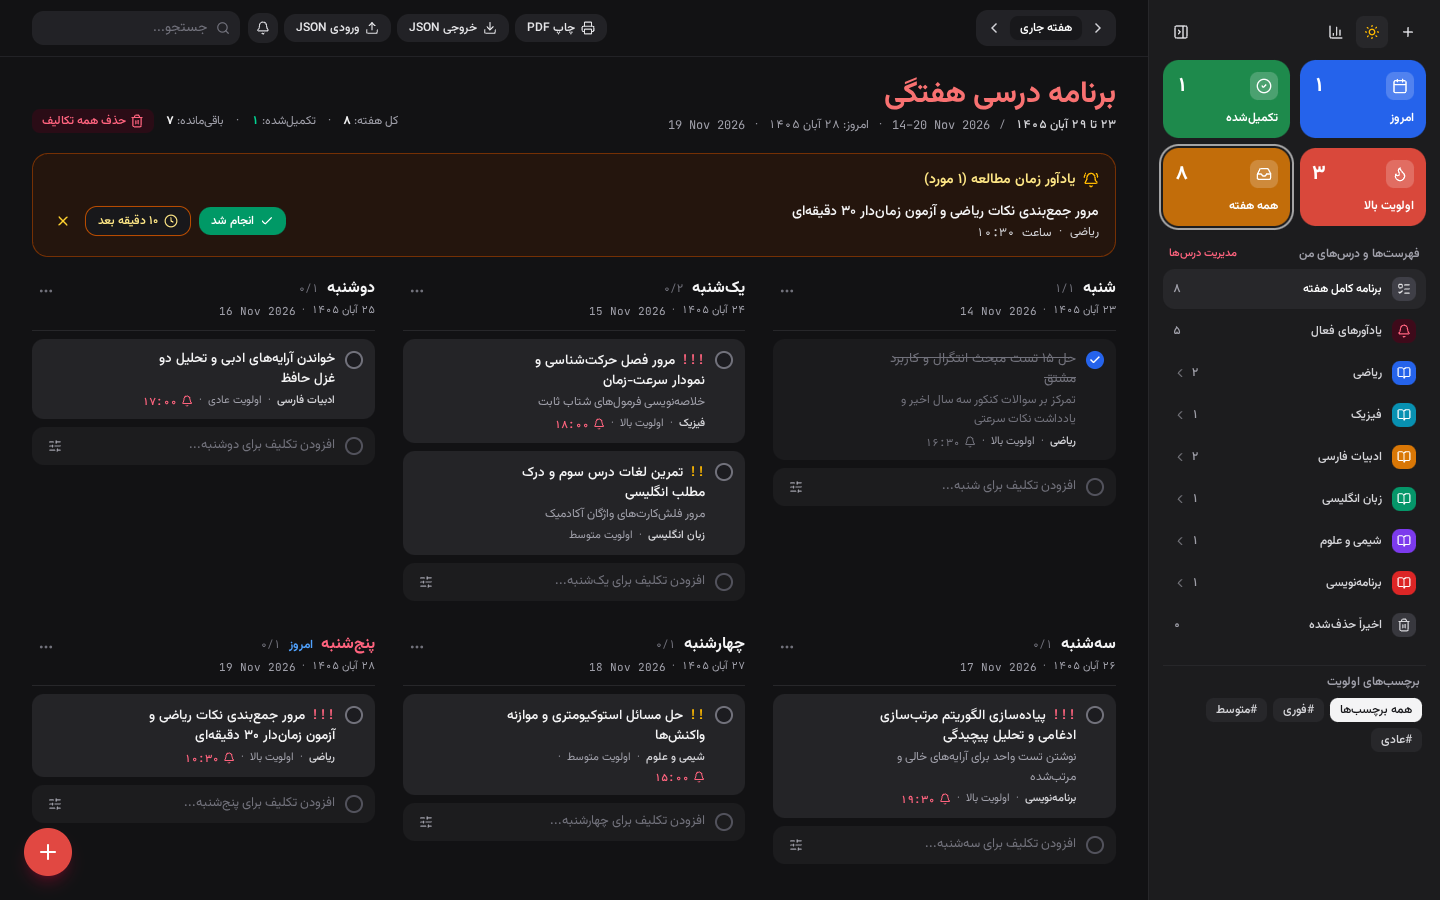 ۱
امروز
۱
تکمیل‌شده
۳
اولویت بالا
۸
همه هفته
فهرست‌ها و درس‌های من
مدیریت درس‌ها
برنامه کامل هفته
۸
یادآورهای فعال
۵
ریاضی
۲
فیزیک
۱
ادبیات فارسی
۲
زبان انگلیسی
۱
شیمی و علوم
۱
برنامه‌نویسی
۱
اخیراً حذف‌شده
۰
برچسب‌های اولویت
همه برچسب‌ها
#فوری
#متوسط
#عادی
هفته جاری
چاپ PDF
خروجی JSON
ورودی JSON
جستجو...
برنامه درسی هفتگی
۲۳ تا ۲۹ آبان ۱۴۰۵ / 14–20 Nov 2026 · امروز: ۲۸ آبان ۱۴۰۵ · 19 Nov 2026
کل هفته: ۸ · تکمیل‌شده: ۱ · باقی‌مانده: ۷
حذف همه تکالیف
یادآور زمان مطالعه (۱ مورد)
مرور جمع‌بندی نکات ریاضی و آزمون زمان‌دار ۳۰ دقیقه‌ای
ریاضی · ساعت ۱۰:۳۰
انجام شد
۱۰ دقیقه بعد
شنبه ۱/۱
۲۳ آبان ۱۴۰۵ · 14 Nov 2026
حل ۱۵ تست مبحث انتگرال و کاربرد
مشتق
تمرکز بر سوالات کنکور سه سال اخیر و
یادداشت نکات سرعتی
ریاضی · اولویت بالا · ۱۶:۳۰
افزودن تکلیف برای شنبه...
یک‌شنبه ۰/۲
۲۴ آبان ۱۴۰۵ · 15 Nov 2026
!!! مرور فصل حرکت‌شناسی و
نمودار سرعت-زمان
خلاصه‌نویسی فرمول‌های شتاب ثابت
فیزیک · اولویت بالا · ۱۸:۰۰
!! تمرین لغات درس سوم و درک
مطلب انگلیسی
مرور فلش‌کارت‌های واژگان آکادمیک
زبان انگلیسی · اولویت متوسط
افزودن تکلیف برای یک‌شنبه...
دوشنبه ۰/۱
۲۵ آبان ۱۴۰۵ · 16 Nov 2026
خواندن آرایه‌های ادبی و تحلیل دو
غزل حافظ
ادبیات فارسی · اولویت عادی · ۱۷:۰۰
افزودن تکلیف برای دوشنبه...
سه‌شنبه ۰/۱
۲۶ آبان ۱۴۰۵ · 17 Nov 2026
!!! پیاده‌سازی الگوریتم مرتب‌سازی
ادغامی و تحلیل پیچیدگی
نوشتن تست واحد برای آرایه‌های خالی و
مرتب‌شده
برنامه‌نویسی · اولویت بالا · ۱۹:۳۰
افزودن تکلیف برای سه‌شنبه...
چهارشنبه ۰/۱
۲۷ آبان ۱۴۰۵ · 18 Nov 2026
!! حل مسائل استوکیومتری و موازنه
واکنش‌ها
شیمی و علوم · اولویت متوسط ·
۱۵:۰۰
افزودن تکلیف برای چهارشنبه...
پنج‌شنبه امروز ۰/۱
۲۸ آبان ۱۴۰۵ · 19 Nov 2026
!!! مرور جمع‌بندی نکات ریاضی و
آزمون زمان‌دار ۳۰ دقیقه‌ای
ریاضی · اولویت بالا · ۱۰:۳۰
افزودن تکلیف برای پنج‌شنبه...